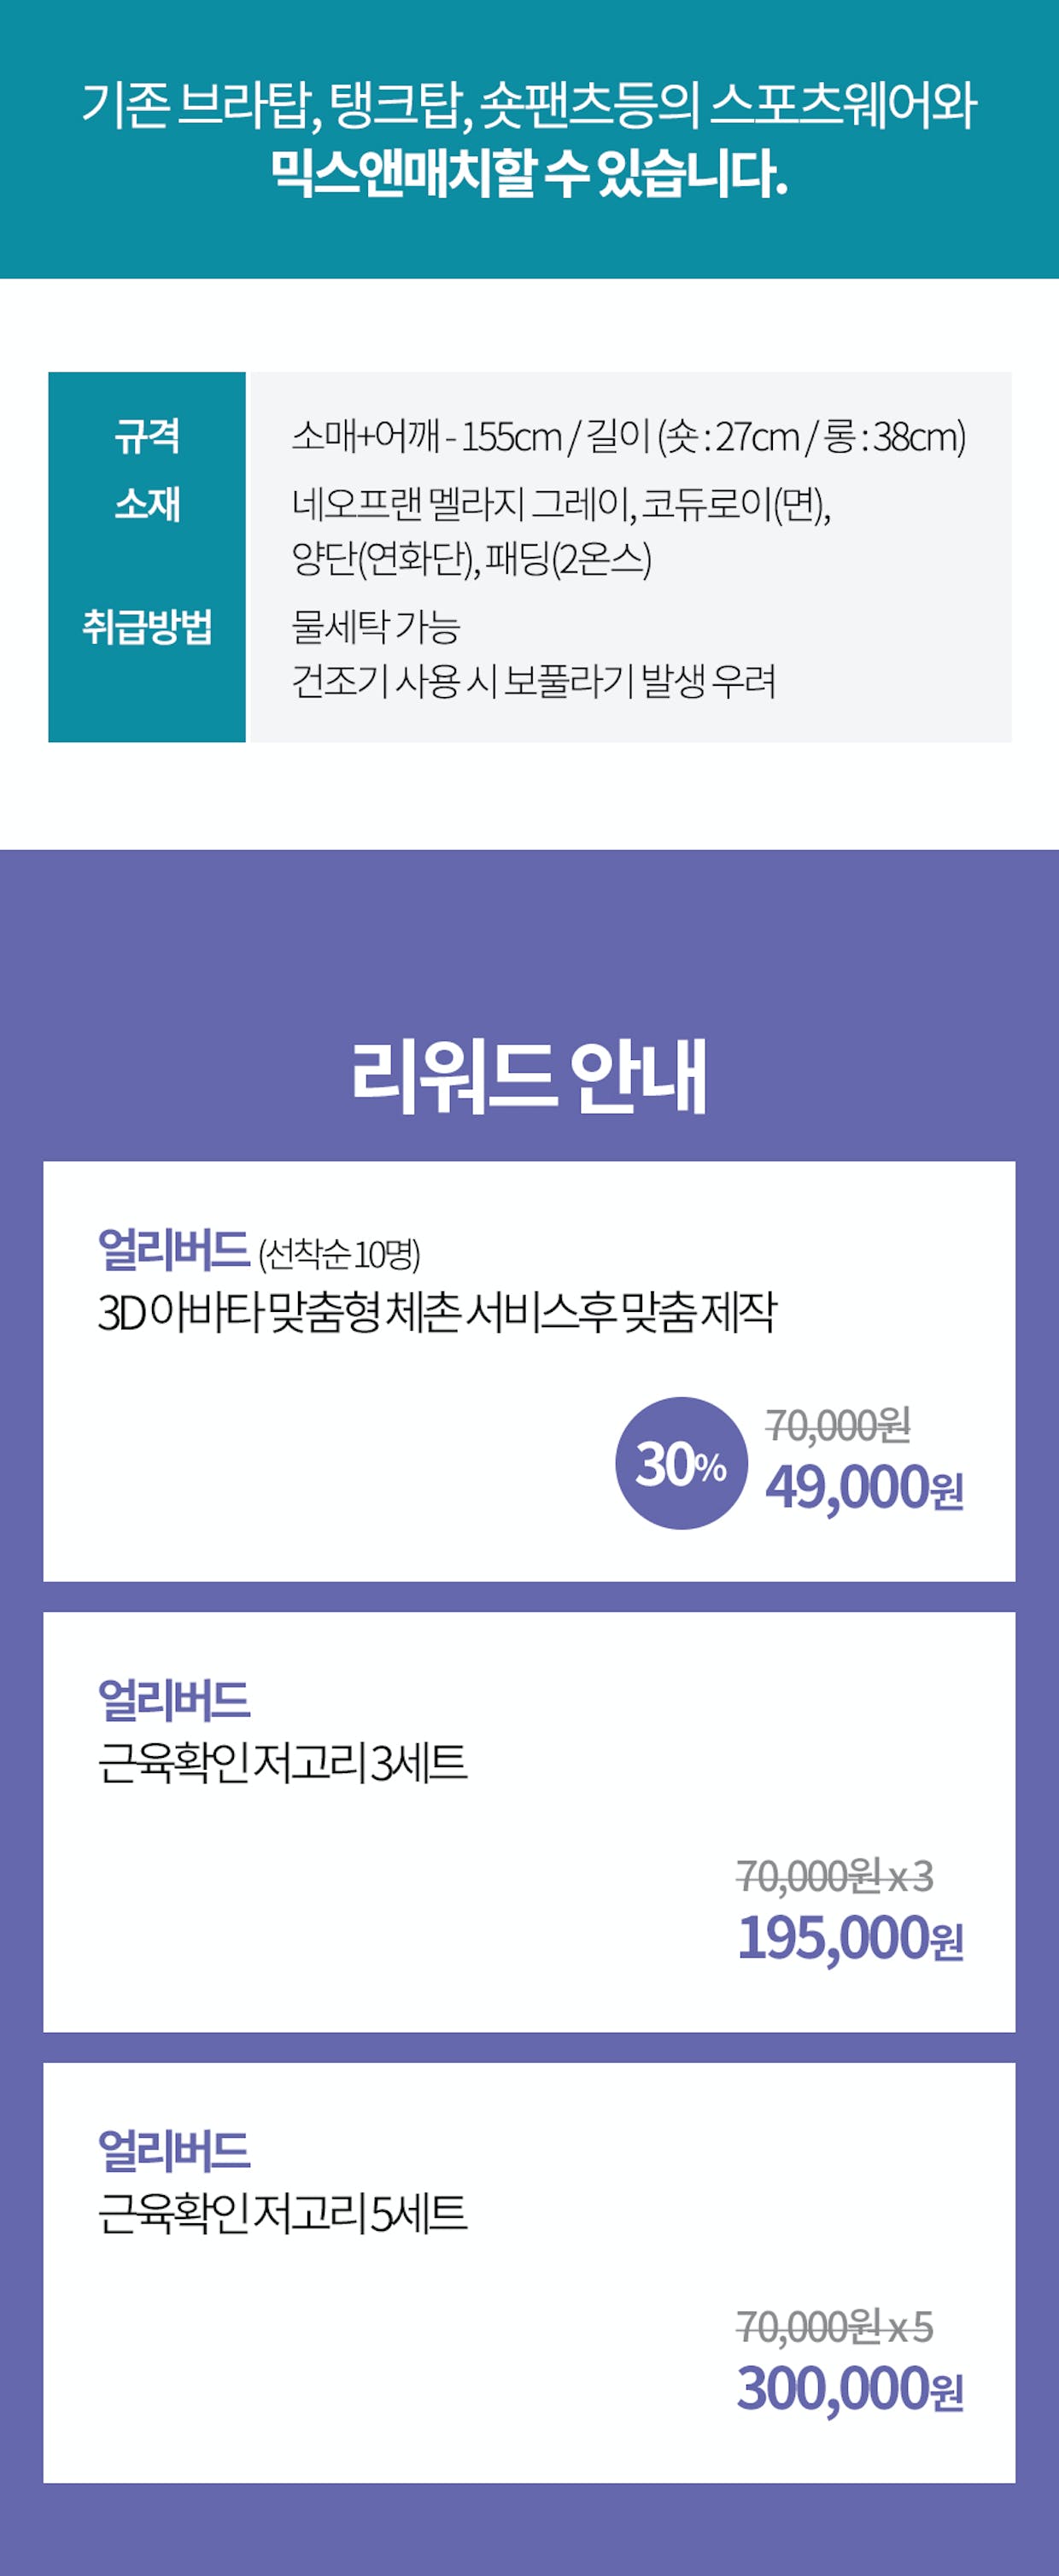 기존 브라탑, 탱크탑, 숏팬츠등의 스포츠웨어와
믹스앤매치할 수 있습니다.
규격
소매+어깨 - 155cm / 길이 (숏 : 27cm / 롱 : 38cm)
소재
네오프랜 멜라지 그레이, 코듀로이(면),
양단(연화단), 패딩(2온스)
취급방법
물세탁 가능
건조기 사용 시 보풀라기 발생 우려
리워드 안내
얼리버드 (선착순 10명)
3D 아바타 맞춤형 체촌 서비스후 맞춤 제작
70,000원
30%
49,000원
얼리버드
근육확인 저고리 3세트
70,000원 x 3
195,000원
얼리버드
근육확인 저고리 5세트
70,000원 x 5
300,000원